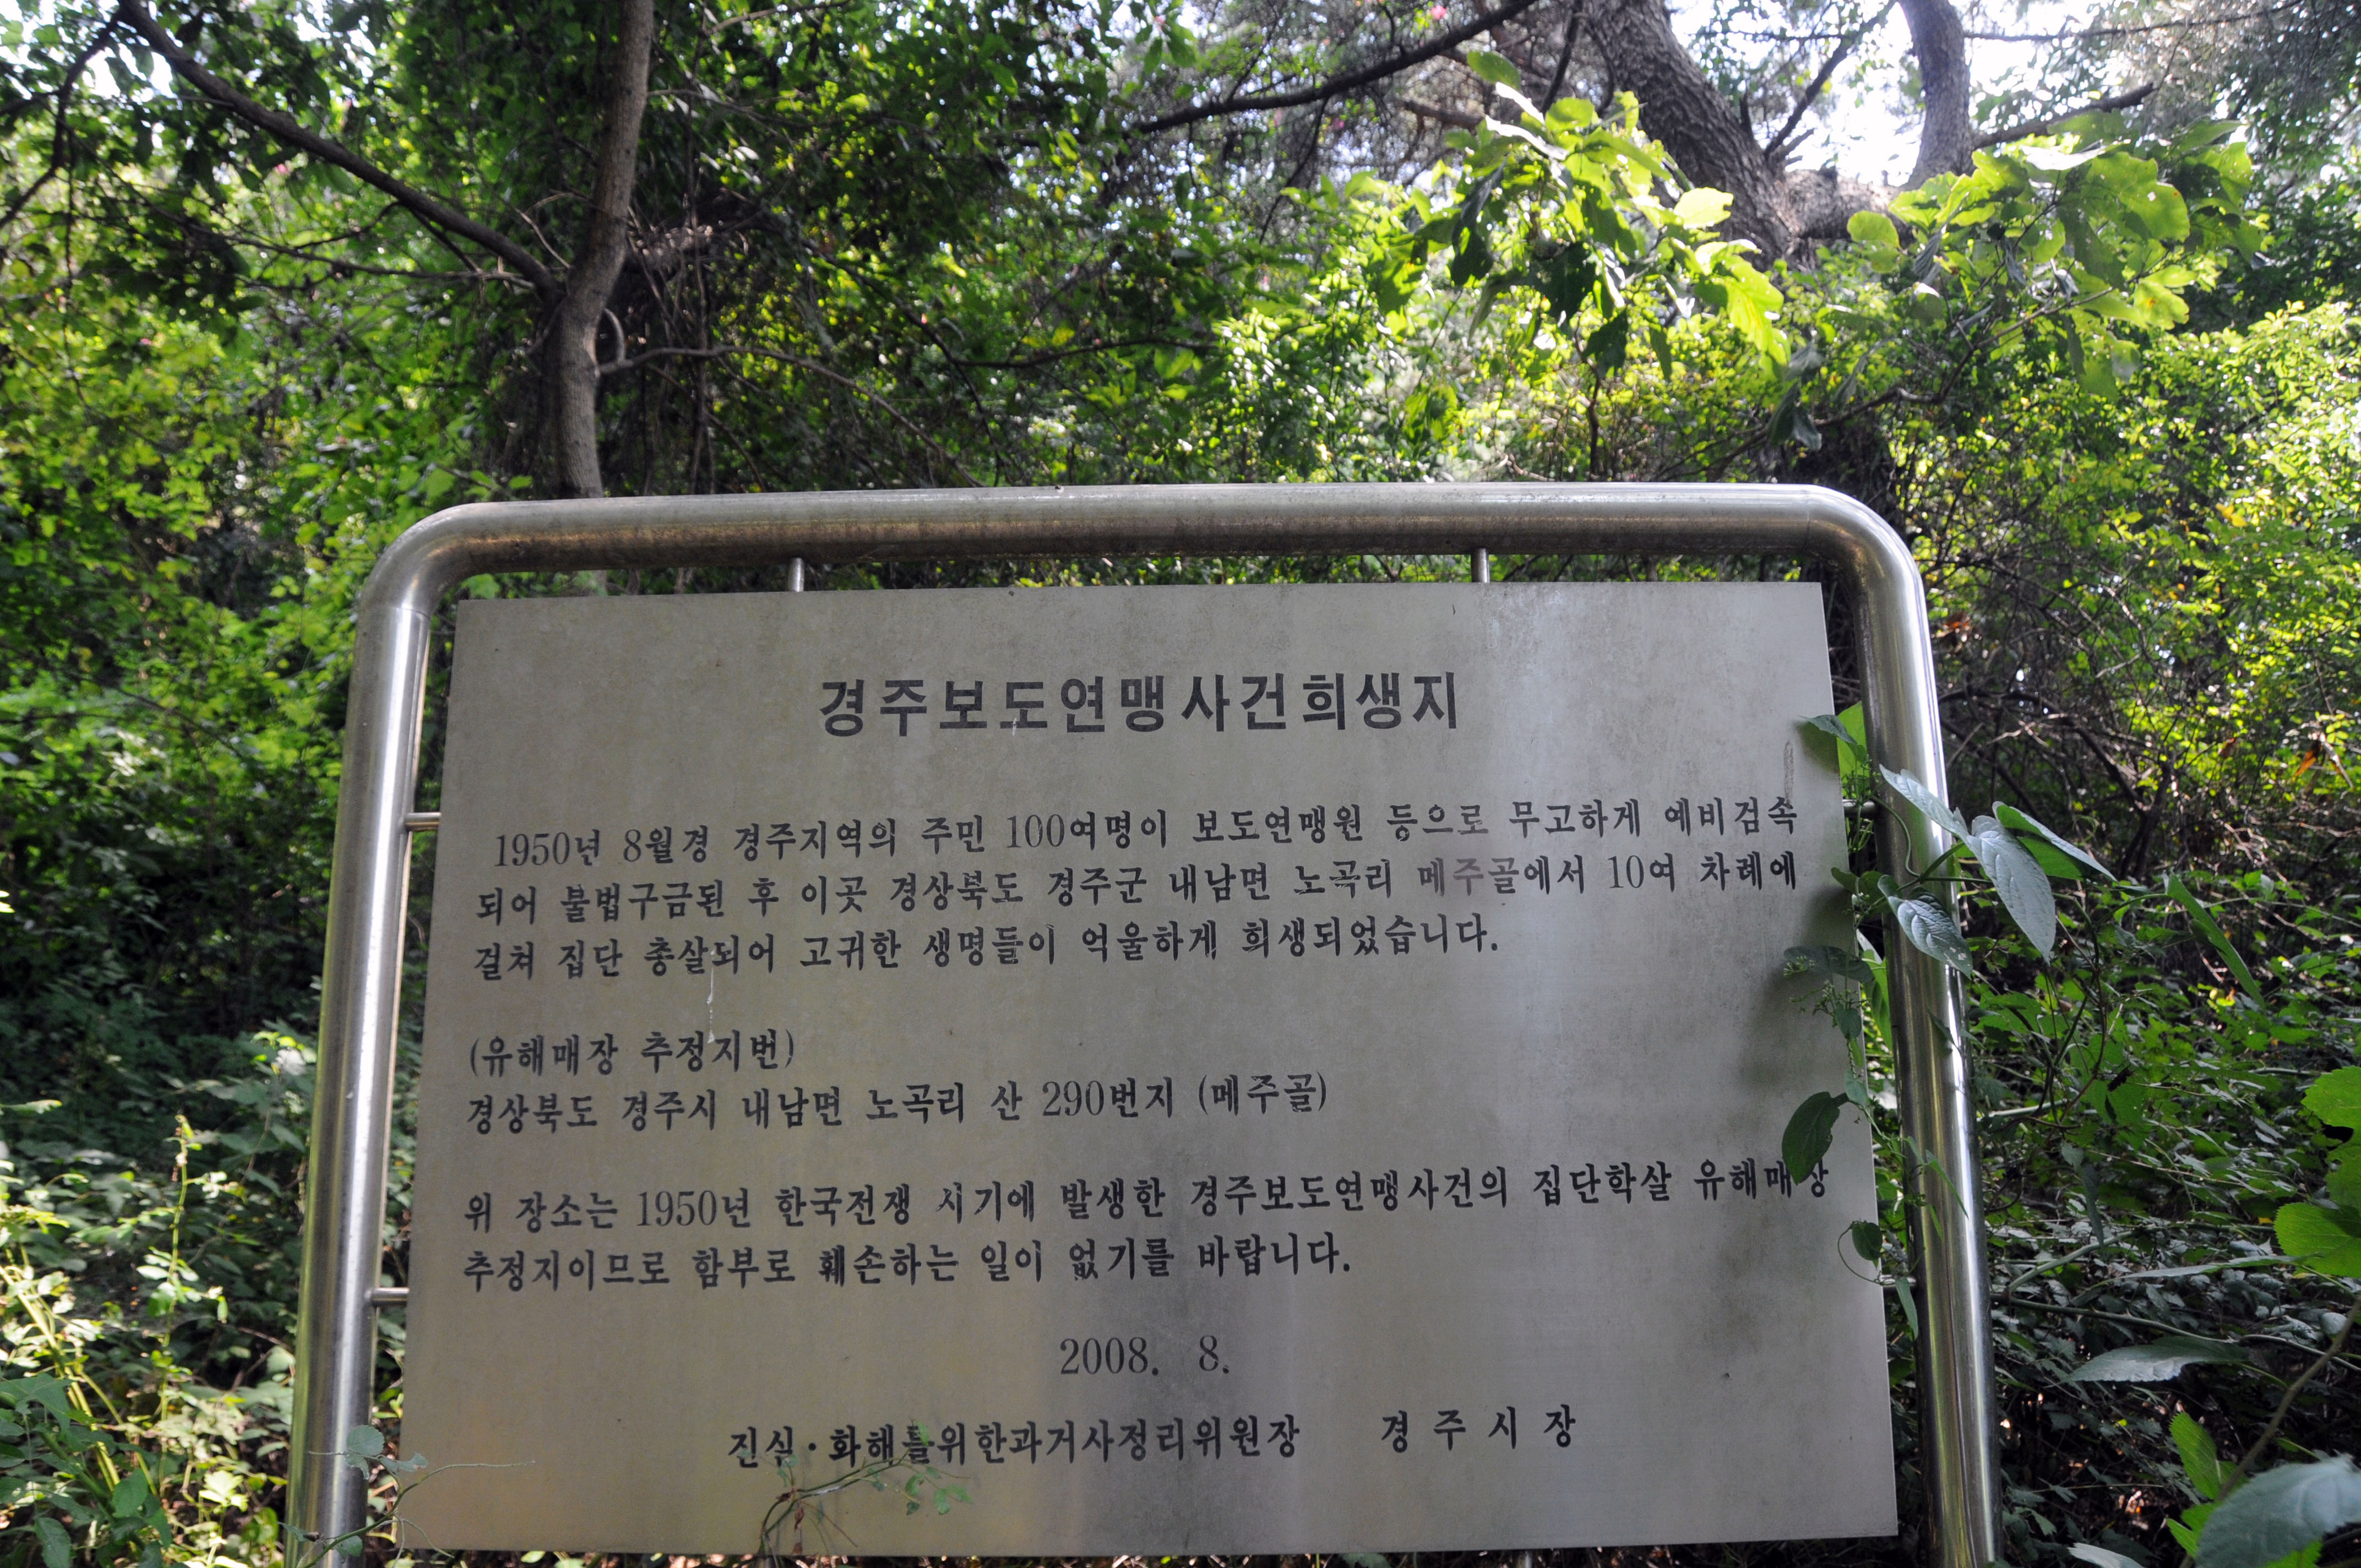 경주보도연맹사건희생지
1950년 8월경 경주지역의 주민 100여명이 보도연맹원 등으로 무고하게 예비검속
되어 불법구금된 후 이곳 경상북도 경주군 내남면 노곡리 메주골에서 10여 차례에
걸쳐 집단 총살되어 고귀한 생명들이 억울하게 희생되었습니다.
(유해매장 추정지번)
경상북도 경주시 내남면 노곡리 산 290번지 (메주골)
위 장소는 1950년 한국전쟁 시기에 발생한 경주보도연맹사건의 집단학살 유해매장
추정지이므로 함부로 훼손하는 일이 없기를 바랍니다.
2008. 8.
진실·화해를위한과거사정리위원장 경 주 시 장